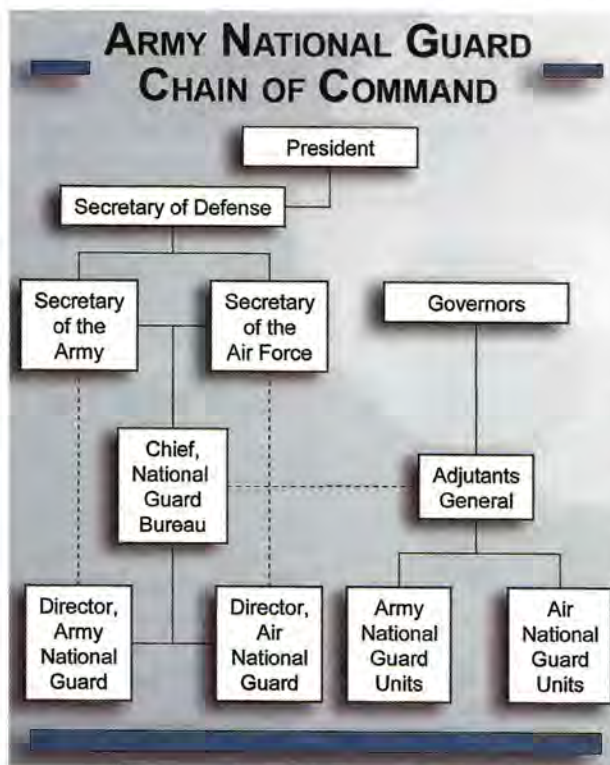 ARMY NATIONAL GUARD
CHAIN OF COMMAND
President
Secretary of Defense
Secretary
of the
Army
Secretary
of the
Air Force
Governors
Chief,
National
Guard
Bureau
Adjutants
General
Director,
Army
National
Guard
Director,
Air
National
Guard
Army
National
Guard
Units
Air
National
Guard
Units